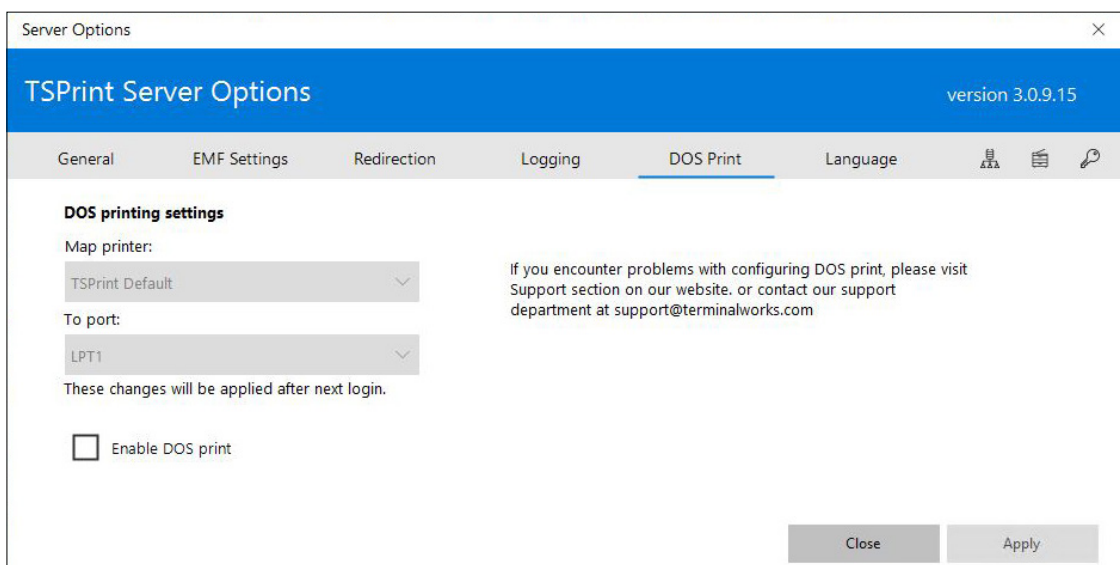 Server Options
TSPrint Server Options
version 3.0.9.15
General EMF Settings Redirection Logging DOS Print Language
DOS printing settings
Map printer:
TSPrint Default
To port:
LPT1
These changes will be applied after next login.
Enable DOS print
If you encounter problems with configuring DOS print, please visit
Support section on our website. or contact our support
department at support@terminalworks.com
Close Apply